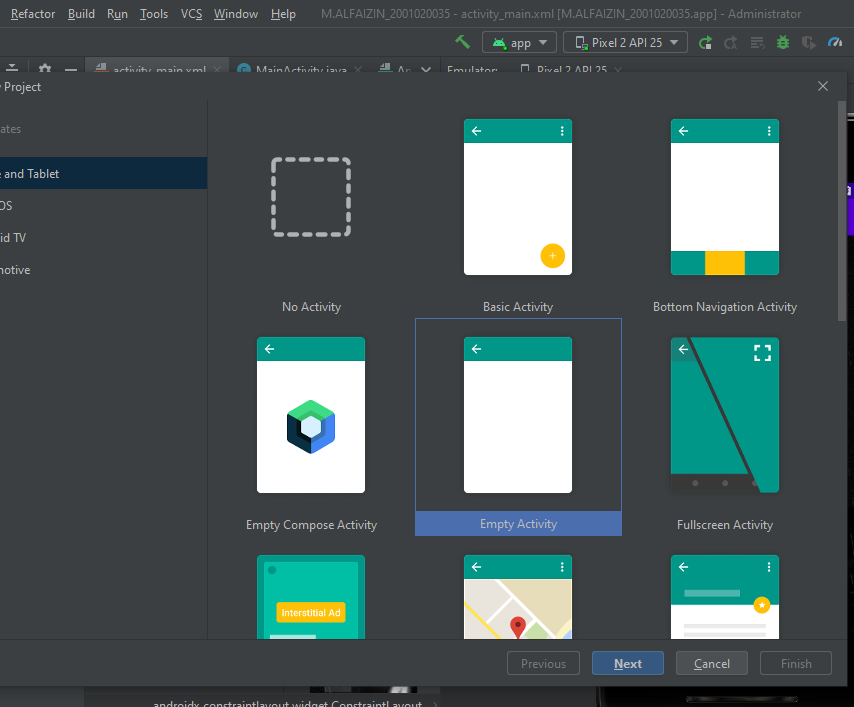 Refactor Build Run Tools VCS Window Help M.ALFAIZIN_2001020035 - activity_main.xml [M.ALFAIZIN_2001020035.app] - Administrator
app Pixel 2 API 25
activity_main.xml MainActivity.java Emulator: Pixel 2 API 25
Project
ates
e and Tablet
OS
id TV
motive
No Activity
Basic Activity
Bottom Navigation Activity
Empty Compose Activity
Empty Activity
Fullscreen Activity
Interstitial Ad
Previous Next Cancel Finish
androidx.constraintlayout.widget.ConstraintLayout